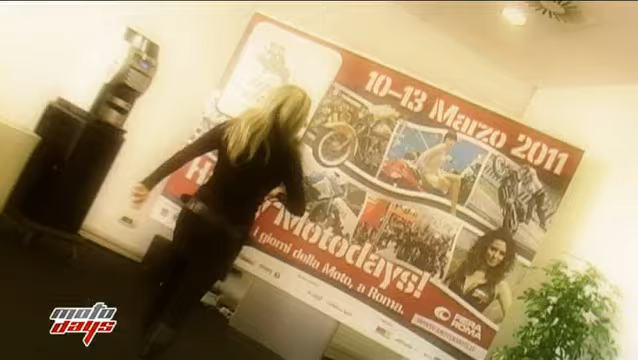 10-13 Marzo 2011
Motodays!
i giorni della Moto, a Roma.
FIERA
ROMA
moto
days